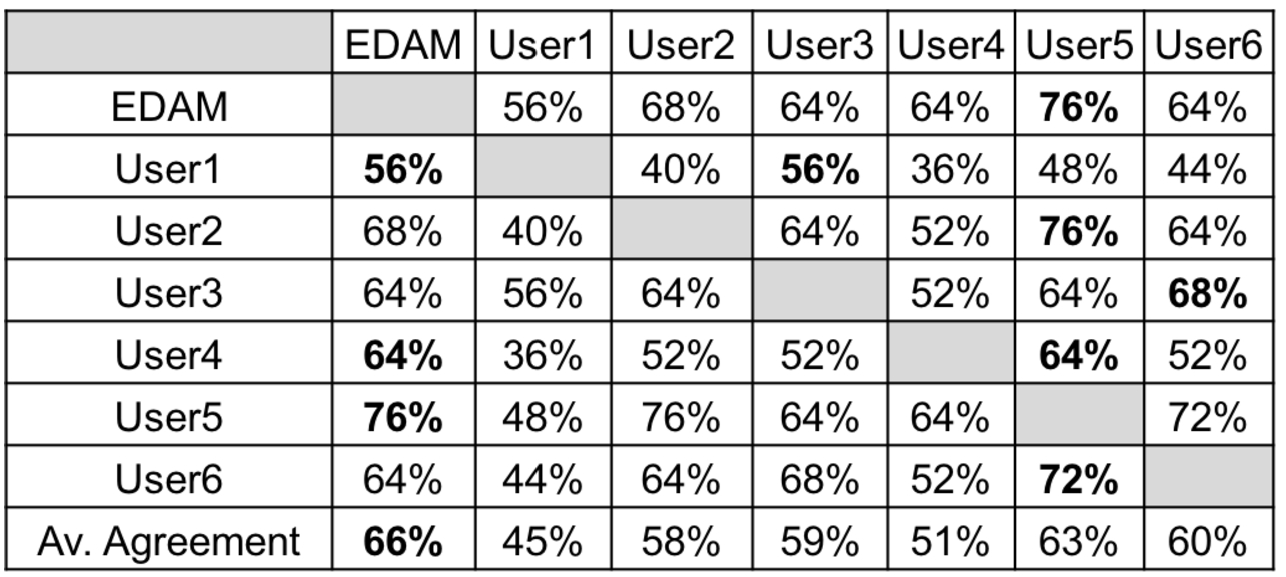 EDAM User1 User2 User3 User4 User5 User6
EDAM 56% 68% 64% 64% 76% 64%
User1 56% 40% 56% 36% 48% 44%
User2 68% 40% 64% 52% 76% 64%
User3 64% 56% 64% 52% 64% 68%
User4 64% 36% 52% 52% 64% 52%
User5 76% 48% 76% 64% 64% 72%
User6 64% 44% 64% 68% 52% 72%
Av. Agreement 66% 45% 58% 59% 51% 63% 60%